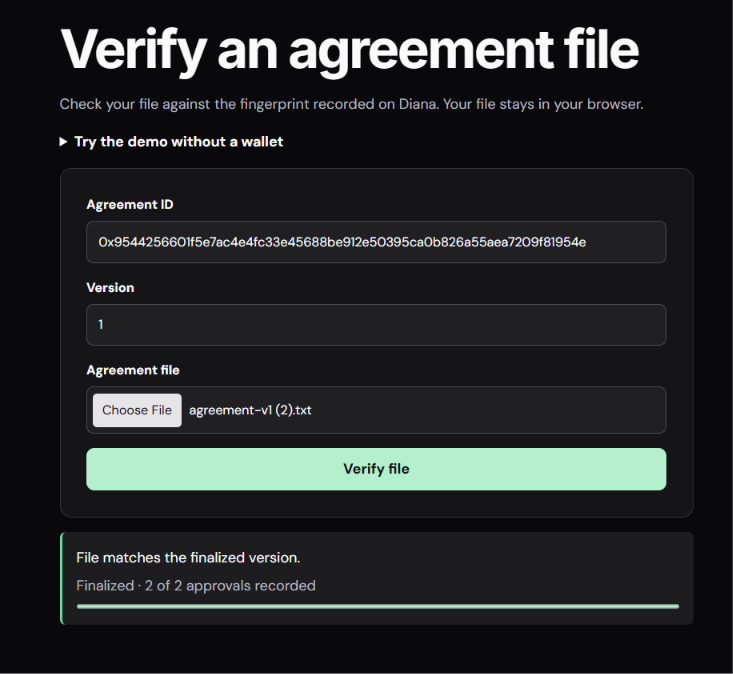 Verify an agreement file
Check your file against the fingerprint recorded on Diana. Your file stays in your browser.
Try the demo without a wallet
Agreement ID
0x9544256601f5e7ac4e4fc33e45688be912e50395ca0b826a55aea7209f81954e
Version
1
Agreement file
Choose File agreement-v1 (2).txt
Verify file
File matches the finalized version.
Finalized · 2 of 2 approvals recorded